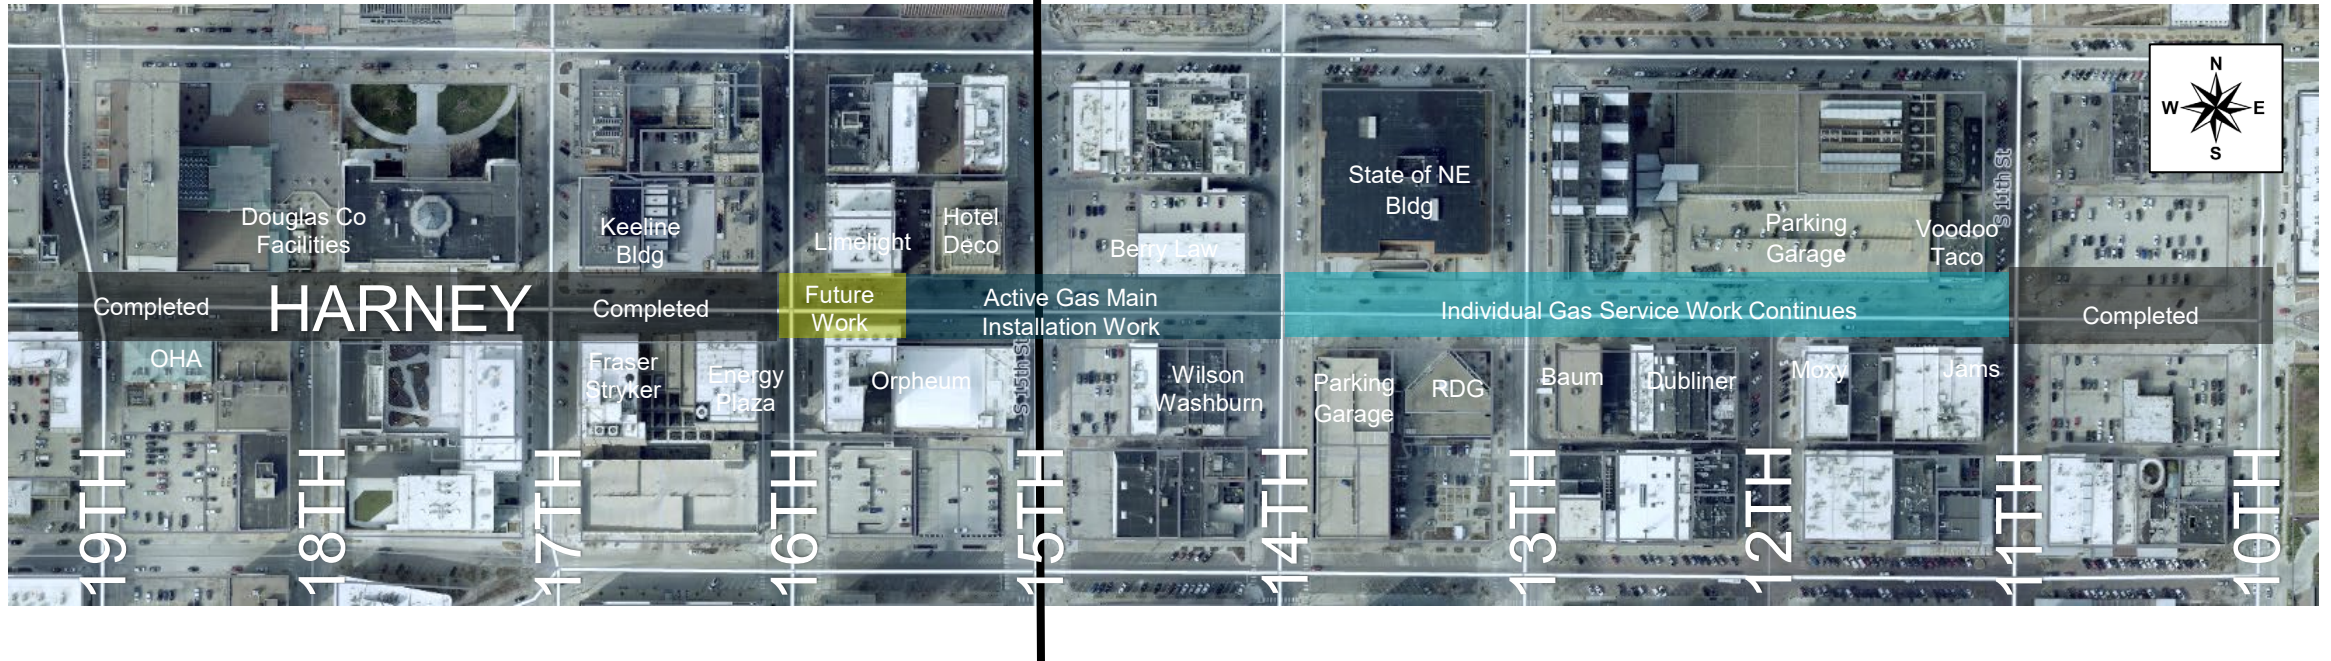 N
W E
S
S 11th St
State of NE
Bldg
Douglas Co
Facilities
Keeline
Bldg
Limelight
Hotel
Deco
Berry Law
Parking
Garage
Voodoo
Taco
Completed
HARNEY
Completed
Future
Work
Active Gas Main
Installation Work
Individual Gas Service Work Continues
Completed
OHA
Fraser
Stryker
Energy
Plaza
Orpheum
S 15th St
Wilson
Washburn
Parking
Garage
RDG
Baum
Dubliner
Moxy
Jams
19TH
18TH
17TH
16TH
15TH
14TH
13TH
12TH
11TH
10TH